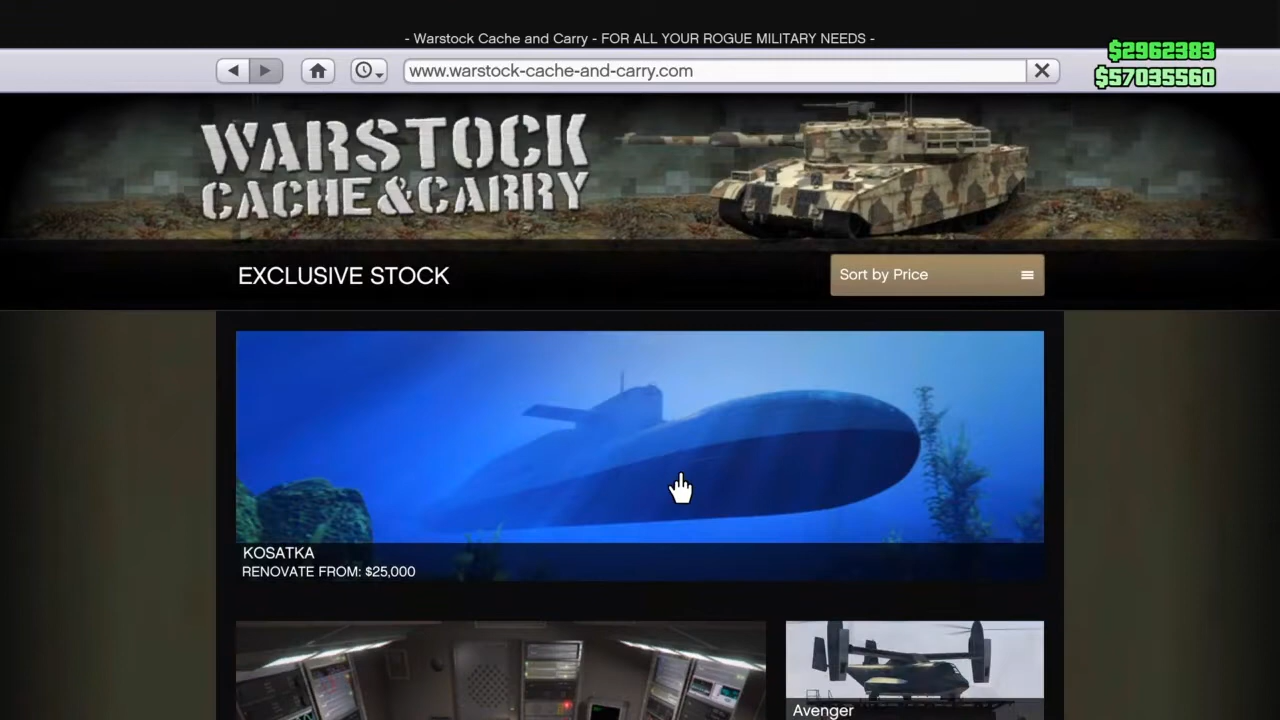 - Warstock Cache and Carry - FOR ALL YOUR ROGUE MILITARY NEEDS -
$2962383
www.warstock-cache-and-carry.com
$57035560
WARSTOCK
CACHE&CARRY
EXCLUSIVE STOCK
Sort by Price
KOSATKA
RENOVATE FROM: $25,000
Avenger